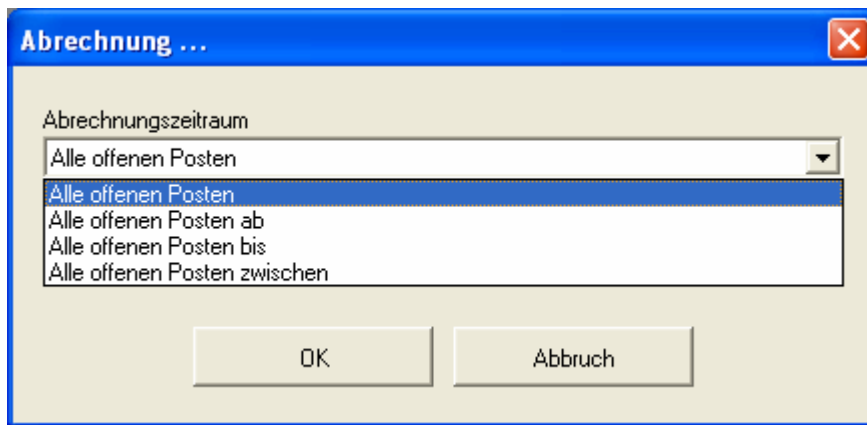 Abrechnung ...
Abrechnungszeitraum
Alle offenen Posten
Alle offenen Posten
Alle offenen Posten ab
Alle offenen Posten bis
Alle offenen Posten zwischen
OK
Abbruch